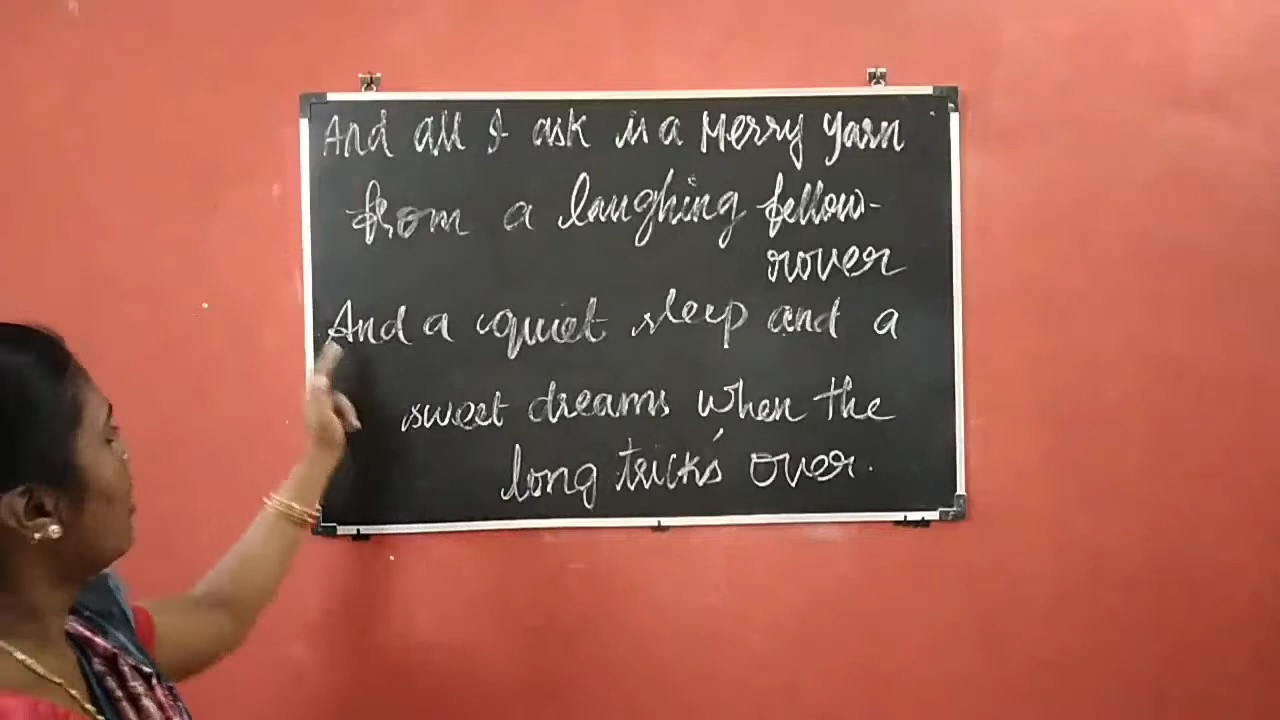 And all I ask is a Merry yarn
from a laughing fellow-
rover
And a quiet sleep and a
sweet dreams when the
long trick's over.